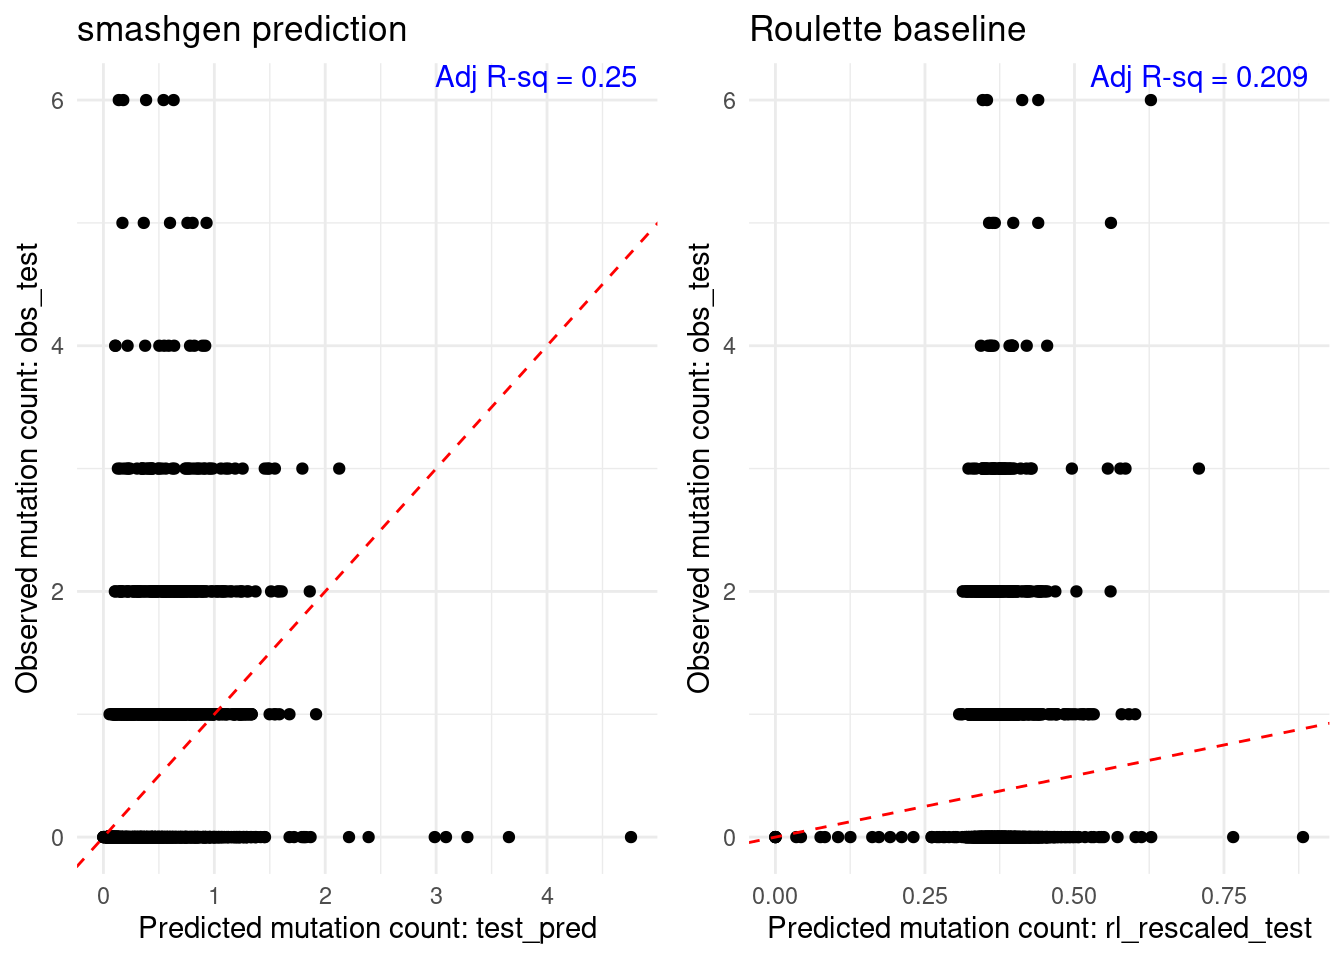 smashgen prediction
Adj R-sq = 0.25
6
4
2
0
Observed mutation count: obs_test
0
1
2
3
4
Predicted mutation count: test_pred
Roulette baseline
Adj R-sq = 0.209
6
4
2
0
Observed mutation count: obs_test
0.00
0.25
0.50
0.75
Predicted mutation count: rl_rescaled_test